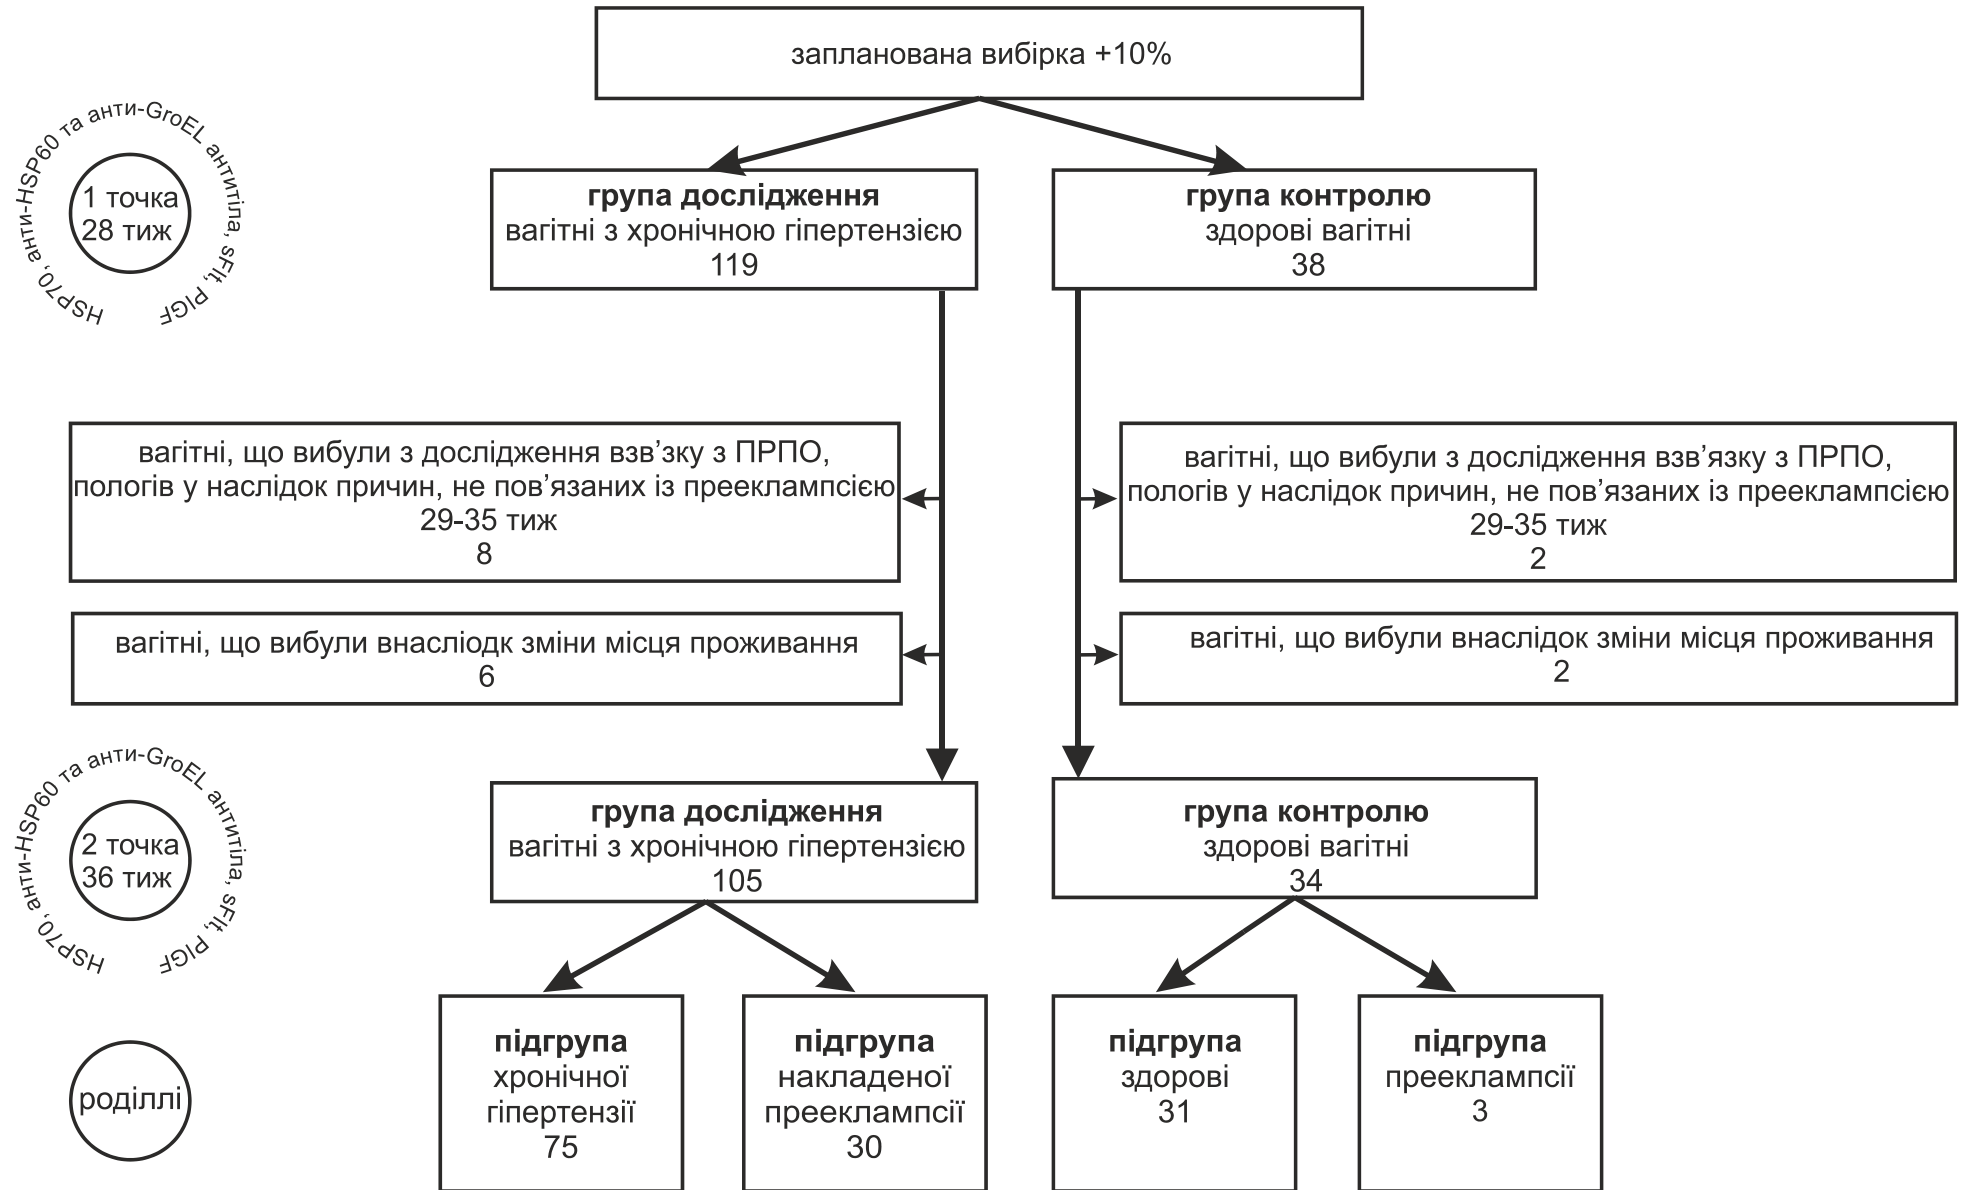 запланована вибірка +10%
HSP70, анти-HSP60 та анти-GroEL антитіла, sFlt, PlGF
1 точка
28 тиж
група дослідження
вагітні з хронічною гіпертензією
119
група контролю
здорові вагітні
38
вагітні, що вибули з дослідження взв’зку з ПРПО,
пологів у наслідок причин, не пов’язаних із прееклампсією
29-35 тиж
8
вагітні, що вибули з дослідження взв’язку з ПРПО,
пологів у наслідок причин, не пов’язаних із прееклампсією
29-35 тиж
2
вагітні, що вибули внасліодк зміни місця проживання
6
вагітні, що вибули внаслідок зміни місця проживання
2
HSP70, анти-HSP60 та анти-GroEL антитіла, sFlt, PlGF
2 точка
36 тиж
група дослідження
вагітні з хронічною гіпертензією
105
група контролю
здорові вагітні
34
роділлі
підгрупа
хронічної
гіпертензії
75
підгрупа
накладеної
прееклампсії
30
підгрупа
здорові
31
підгрупа
прееклампсії
3